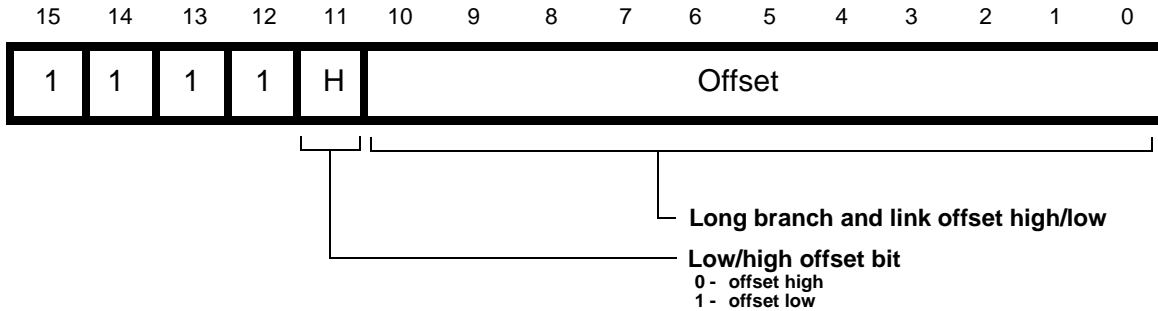 15 14 13 12 11 10 9 8 7 6 5 4 3 2 1 0
1 1 1 1 H Offset
Long branch and link offset high/low
Low/high offset bit
0 - offset high
1 - offset low